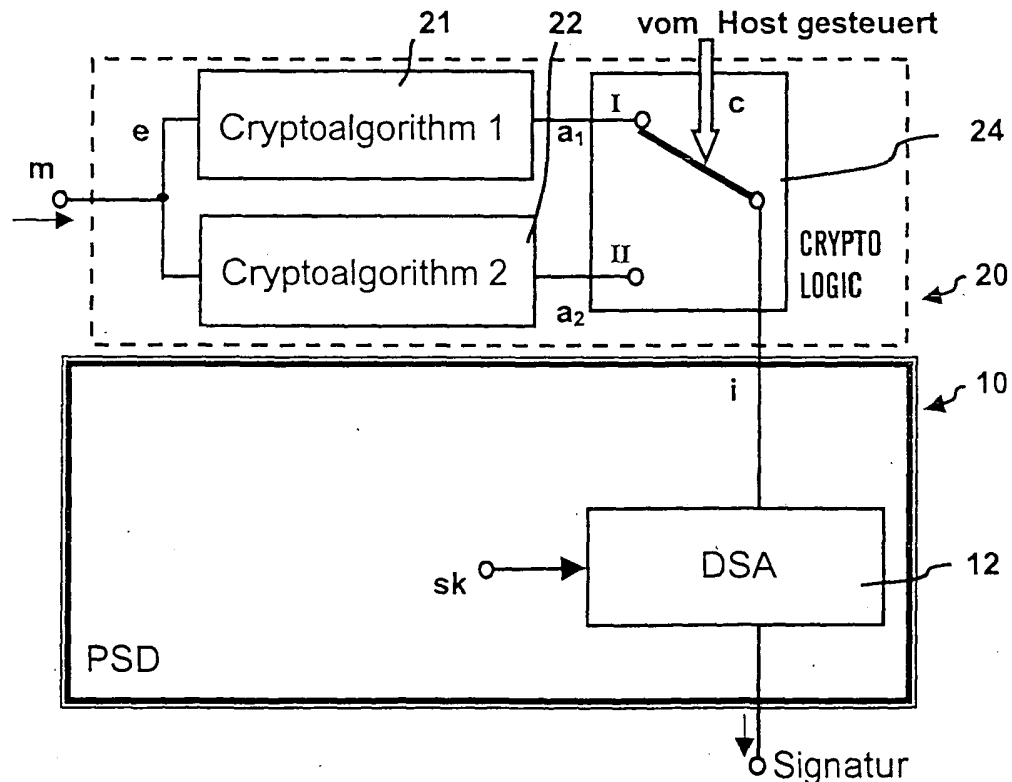 21
22
vom Host gesteuert
Cryptoalgorithm 1
e
a₁
I
c
24
m
Cryptoalgorithm 2
a₂
II
CRYPTO
LOGIC
20
i
10
sk
DSA
12
PSD
Signatur